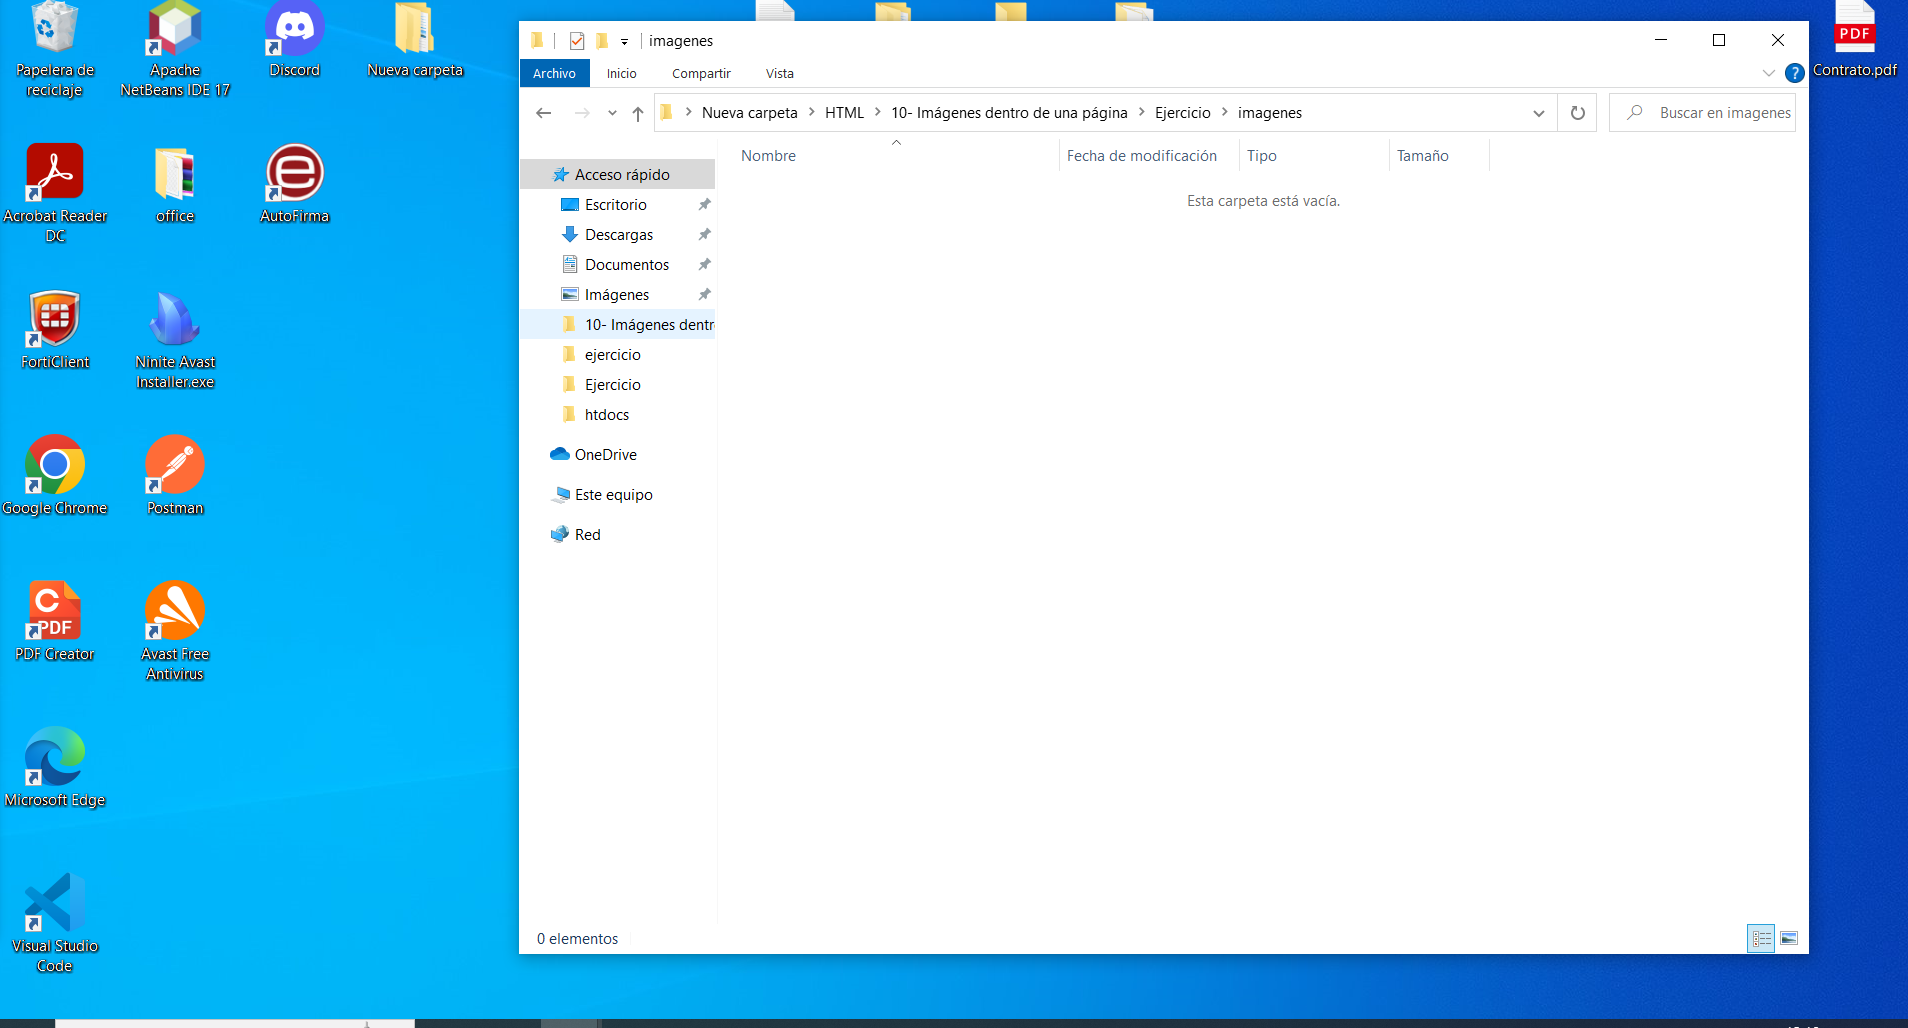 Papelera de
reciclaje
Apache
NetBeans IDE 17
Discord
Nueva carpeta
Acrobat Reader
DC
office
AutoFirma
FortiClient
Ninite Avast
Installer.exe
Google Chrome
Postman
PDF Creator
Avast Free
Antivirus
Microsoft Edge
Visual Studio
Code
C
PDF
imagenes
Archivo
Inicio
Compartir
Vista
?
Nueva carpeta
HTML
10- Imágenes dentro de una página
Ejercicio
imagenes
Buscar en imagenes
Nombre
Fecha de modificación
Tipo
Tamaño
Esta carpeta está vacía.
Acceso rápido
Escritorio
Descargas
Documentos
Imágenes
10- Imágenes dentr
ejercicio
Ejercicio
htdocs
OneDrive
Este equipo
Red
0 elementos
PDF
Contrato.pdf